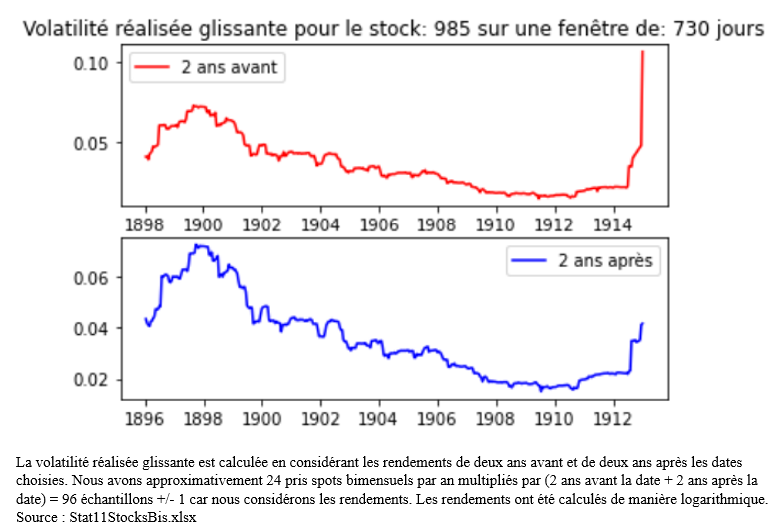 Volatilité réalisée glissante pour le stock: 985 sur une fenêtre de: 730 jours
2 ans avant
0.10
0.05
1898 1900 1902 1904 1906 1908 1910 1912 1914
2 ans après
0.06
0.04
0.02
1896 1898 1900 1902 1904 1906 1908 1910 1912
La volatilité réalisée glissante est calculée en considérant les rendements de deux ans avant et de deux ans après les dates
choisies. Nous avons approximativement 24 pris spots bimensuels par an multipliés par (2 ans avant la date + 2 ans après la
date) = 96 échantillons +/- 1 car nous considérons les rendements. Les rendements ont été calculés de manière logarithmique.
Source : Stat11StocksBis.xlsx